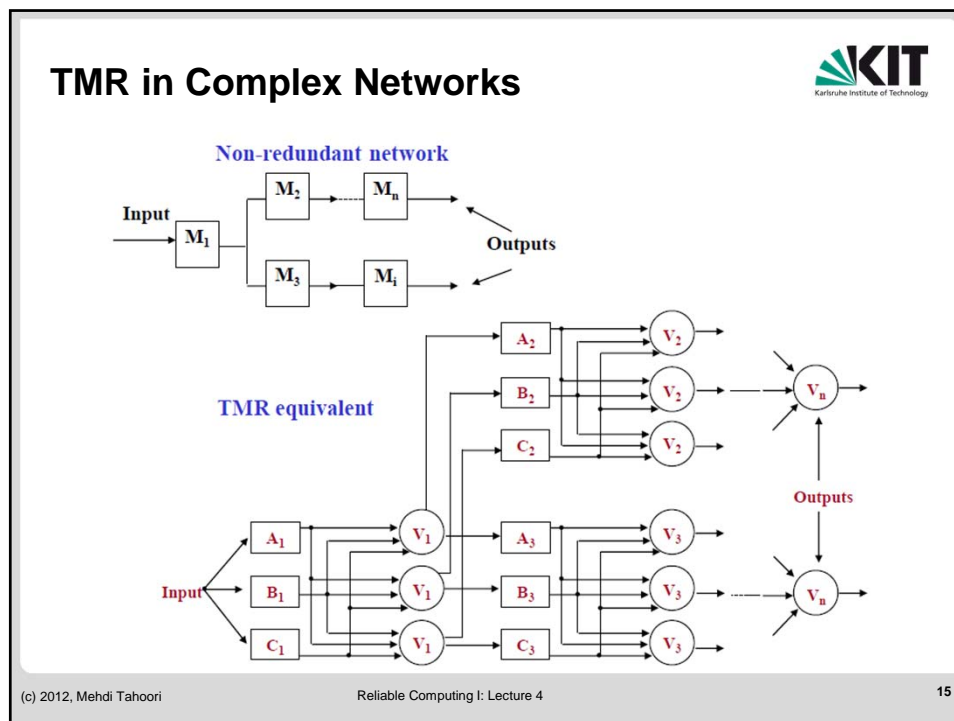 TMR in Complex Networks
KIT
Karlsruhe Institute of Technology
Non-redundant network
M₂ Mₙ
Input
M₁
Outputs
M₃ Mᵢ
A₂ V₂
B₂ V₂ Vₙ
TMR equivalent
C₂ V₂
Outputs
A₁ V₁ A₃ V₃
Input B₁ V₁ B₃ V₃ Vₙ
C₁ V₁ C₃ V₃
(c) 2012, Mehdi Tahoori Reliable Computing I: Lecture 4 15